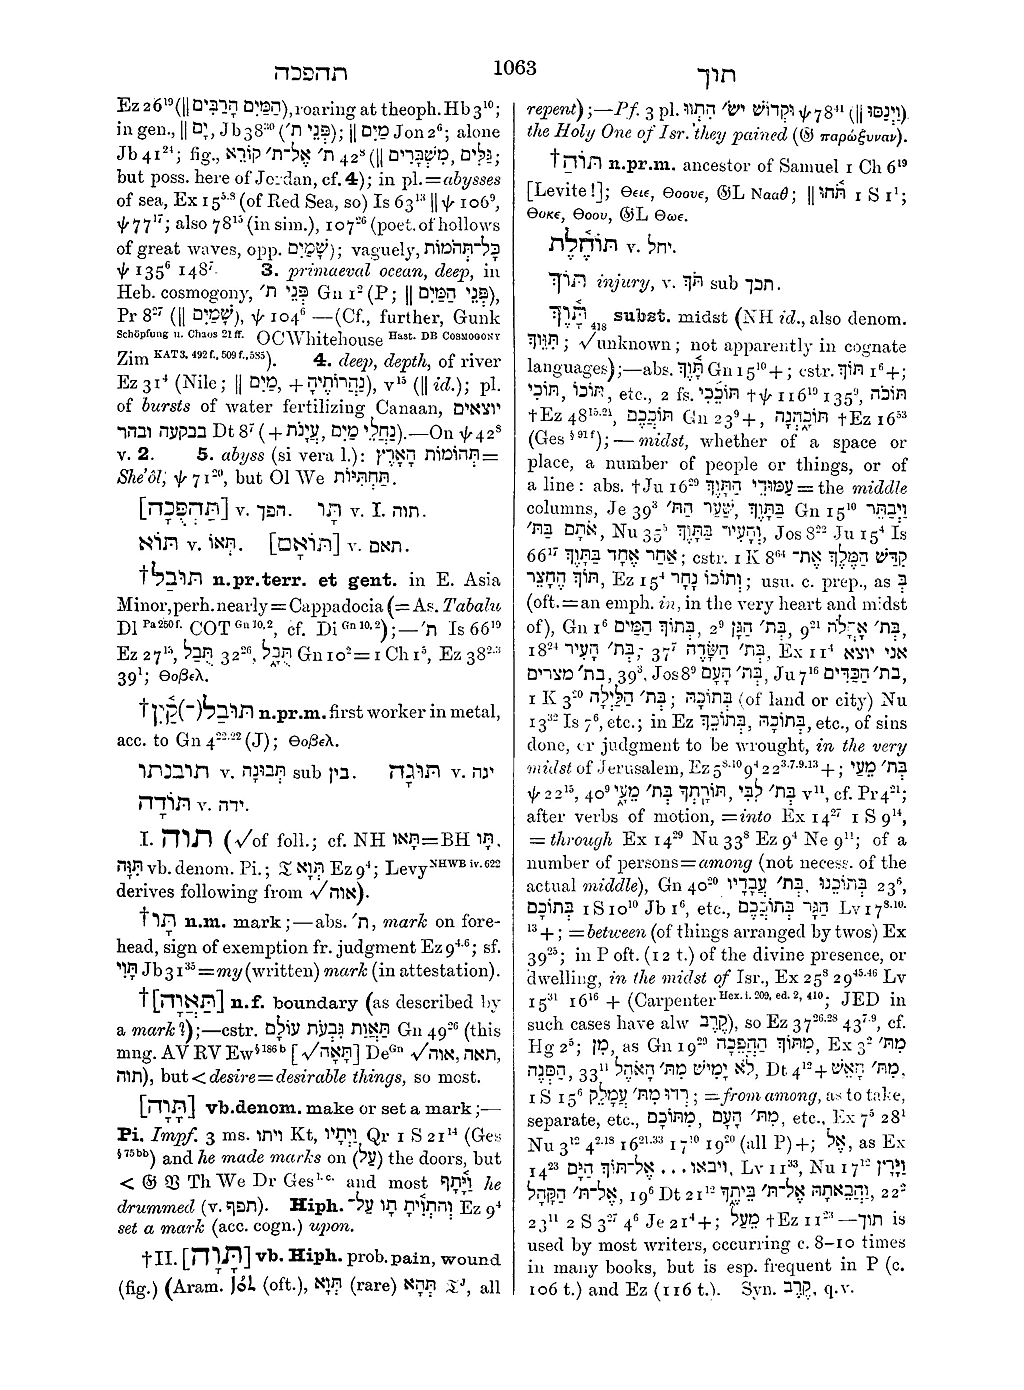 תהפכה
1063
תוך
Ez 26¹⁹ (‖ הַמַּיִם הָרַבִּים), roaring at theoph. Hb 3¹⁰;
in gen., ‖ יָם, Jb 38³⁰ (פְּנֵי ת׳); ‖ מַיִם Jon 2⁶; alone
Jb 41²⁴; fig., תְּ׳ אֶל־תְּ׳ קוֹרֵא 42⁸ (‖ גַּלִּים, מִשְׁבָּרִים;
but poss. here of Jordan, cf. 4); in pl. = abysses
of sea, Ex 15⁵·⁸ (of Red Sea, so) Is 63¹³ ‖ ψ 106⁹,
ψ 77¹⁷; also 78¹⁵ (in sim.), 107²⁶ (poet. of hollows
of great waves, opp. שָׁמַיִם); vaguely, כָּל־תְּהֹמוֹת
ψ 135⁶ 148⁷. 3. primaeval ocean, deep, in
Heb. cosmogony, פְּנֵי ת׳ Gn 1² (P; ‖ פְּנֵי הַמַּיִם),
Pr 8²⁷ (‖ שָׁמַיִם), ψ 104⁶ —(Cf., further, Gunk
Schöpfung u. Chaos 21 ff. OCWhitehouse Hast. DB COSMOGONY
Zim KAT 3, 492 f., 509 f., 585). 4. deep, depth, of river
Ez 31⁴ (Nile; ‖ מַיִם, + נַהֲרוֹתֶיהָ), v¹⁵ (‖ id.); pl.
of bursts of water fertilizing Canaan, יוצאים
בבקעה ובהר Dt 8⁷ (+ נַחֲלֵי מַיִם, עֲיָנֹת).—On ψ 42⁸
v. 2. 5. abyss (si vera l.): תְּהוֹמוֹת הָאָרֶץ =
She’ôl, ψ 71²⁰, but Ol We תַּחְתִּיּוֹת.
[תַּהְפֻּכָה] v. הפך. תָּו v. I. תוה.
תּוֹא v. תְּאוֹ. [תּוֹאָם] v. תאם.
† תּוּבַל n.pr.terr. et gent. in E. Asia
Minor, perh. nearly = Cappadocia (= As. Tabalu
Dl Pa 250 f. COT Gn 10, 2, cf. Di Gn 10, 2);—ת׳ Is 66¹⁹
Ez 27¹³, תֻּבַל 32²⁶, תֻבָל Gn 10² = 1 Ch 1⁵, Ez 38²·³
39¹; Θοβελ.
† תּוּבַל(־)קַ֫יִן n.pr.m. first worker in metal,
acc. to Gn 4²²·²² (J); Θοβελ.
תובנתו v. תְּבוּנָה sub בין. תּוּגָה v. יגה.
תּוֹדָה v. ידה.
I. תוה (√ of foll.; cf. NH תָּאוּ = BH תָּו,
תִּוָּה vb. denom. Pi.; 𝔗 תְּוָא Ez 9⁴; Levy NHWB iv. 622
derives following from √אוה).
† תָּו n.m. mark;—abs. ת׳, mark on fore-
head, sign of exemption fr. judgment Ez 9⁴·⁶; sf.
תָּוִי Jb 31³⁵ = my (written) mark (in attestation).
† [תַּאֲוָה] n.f. boundary (as described by
a mark?);—cstr. תַּאֲוַת גִּבְעֹת עוֹלָם Gn 49²⁶ (this
mng. AV RV Ew § 186 b [√ תָּאָה] De Gn √ תאה, אוה,
תוה), but < desire = desirable things, so most.
[תָּוָה] vb.denom. make or set a mark;—
Pi. Impf. 3 ms. ויתו Kt, וַיְתָיו Qr 1 S 21¹⁴ (Ges
§ 75 bb) and he made marks on (עַל) the doors, but
< 𝔊 𝔙 Th We Dr Ges l.c. and most וַיָּתָף he
drummed (v. תפף). Hiph. וְהִתְוִיתָ תָּו עַל־ Ez 9⁴
set a mark (acc. cogn.) upon.
† II. [תָּוָה] vb. Hiph. prob. pain, wound
(fig.) (Aram. (oft.), תְּוָא (rare) תְּהָא 𝔗ᴶ, all
repent);—Pf. 3 pl. וּקְדוֹשׁ יִשׂ׳ הִתְווּ ψ 78⁴¹ (‖ וַיְנַסּוּ)
the Holy One of Isr. they pained (𝔊 παρώξυναν).
† תּוֹחַ n.pr.m. ancestor of Samuel 1 Ch 6¹⁹
[Levite!]; Θειε, Θοουε, 𝔊L Νααθ; ‖ תֹּחוּ 1 S 1¹;
Θοκε, Θοου, 𝔊L Θωε.
תּוֹחֶ֫לֶת v. יחל.
תּוֹךְ injury, v. תֹּךְ sub תכך.
תָּ֫וֶךְ 418 subst. midst (NH id., also denom.
תִּוֵּךְ; √ unknown; not apparently in cognate
languages);—abs. תָּ֫וֶךְ Gn 15¹⁰ +; cstr. תּוֹךְ 1⁶ +;
תּוֹכִי, תּוֹכוֹ, etc., 2 fs. תּוֹכֵכִי † ψ 116¹⁹ 135⁹, תּוֹכֹה
† Ez 48¹⁵·²¹, תּוֹכֲכֶם Gn 23⁹ +, תּוֹכָהְנָה † Ez 16⁵³
(Ges § 91 f);—midst, whether of a space or
place, a number of people or things, or of
a line: abs. † Ju 16²⁹ עַמּוּדֵי הַתָּוֶךְ = the middle
columns, Je 39³ שַׁעַר הַתָּ׳, בַּתָּוֶךְ Gn 15¹⁰ וַיְבַתֵּר
אֹתָם בַּתָּ׳, Nu 35⁵ וְהָעִיר בַּתָּוֶךְ, Jos 8²² Ju 15⁴ Is
66¹⁷ אַחַר אֶחָד בַּתָּוֶךְ; cstr. 1 K 8⁶⁴ קִדַּשׁ הַמֶּלֶךְ אֶת־
תּוֹךְ הֶחָצֵר, Ez 15⁴ וְתוֹכוֹ נָחָר; usu. c. prep., as בְּ
(oft. = an emph. in, in the very heart and midst
of), Gn 1⁶ בְּתוֹךְ הַמַּיִם, 2⁹ בְּת׳ הַגָּן, 9²¹ בְּת׳ אָהֳלֹה,
18²⁴ בְּת׳ הָעִיר, 37⁷ בְּת׳ הַשָּׂדֶה, Ex 11⁴ אני יוצא
בת׳ מצרים, 39³, Jos 8⁹ בְּת׳ הָעָם, Ju 7¹⁶ בת׳ הַכַּדִּים,
1 K 3²⁰ בְּת׳ הַלַּיְלָה; בְּתוֹכָהּ (of land or city) Nu
13³² Is 7⁶, etc.; in Ez בְּתוֹכֵךְ, בְּתוֹכָהּ, etc., of sins
done, or judgment to be wrought, in the very
midst of Jerusalem, Ez 5⁸·¹⁰ 9⁴ 22³·⁷·⁹·¹³ +; בְּת׳ מֵעַי
ψ 22¹⁵, 40⁹ תּוֹרָתְךָ בְּת׳ מֵעָי, בְּת׳ לִבִּי v¹¹, cf. Pr 4²¹;
after verbs of motion, = into Ex 14²⁷ 1 S 9¹⁴,
= through Ex 14²⁹ Nu 33⁸ Ez 9⁴ Ne 9¹¹; of a
number of persons = among (not necess. of the
actual middle), Gn 40²⁰ בְּת׳ עֲבָדָיו, בְּתוֹכֵנוּ 23⁶,
בְּתוֹכָם 1 S 10¹⁰ Jb 1⁶, etc., הַגָּר בְּתוֹכֲכֶם Lv 17⁸·¹⁰·
¹³ +; = between (of things arranged by twos) Ex
39²⁵; in P oft. (12 t.) of the divine presence, or
dwelling, in the midst of Isr., Ex 25⁸ 29⁴⁵·⁴⁶ Lv
15³¹ 16¹⁶ + (Carpenter Hex. i. 209, ed. 2, 410; JED in
such cases have alw קֶרֶב), so Ez 37²⁶·²⁸ 43⁷·⁹, cf.
Hg 2⁵; מִן, as Gn 19²⁹ מִתּוֹךְ הַהֲפֵכָה, Ex 3² מִתּ׳
הַסְּנֶה, 33¹¹ לֹא יָמִישׁ מִתּ׳ הָאֹהֶל, Dt 4¹² + מִתּ׳ הָאֵשׁ,
1 S 15⁶ רְדוּ מִתּ׳ עֲמָלֵק; = from among, as to take,
separate, etc., מִתּוֹכָם, מִתּ׳ הָעָם, etc., Ex 7⁵ 28¹
Nu 3¹² 4²·¹⁸ 16²¹·³³ 17¹⁰ 19²⁰ (all P) +; אֶל, as Ex
14²³ ויבאו ... אֶל־תּוֹךְ הַיָּם, Lv 11³³, Nu 17¹² וַיָּרָץ
אֶל־תּ׳ הַקָּהָל, 19⁶ Dt 21¹² וַהֲבֵאתָהּ אֶל־תּ׳ בֵּיתֶךָ, 22²
23¹¹ 2 S 3²⁷ 4⁶ Je 21⁴ +; מֵעַל † Ez 11²³ —תוך is
used by most writers, occurring c. 8–10 times
in many books, but is esp. frequent in P (c.
106 t.) and Ez (116 t.). Syn. קֶרֶב, q.v.